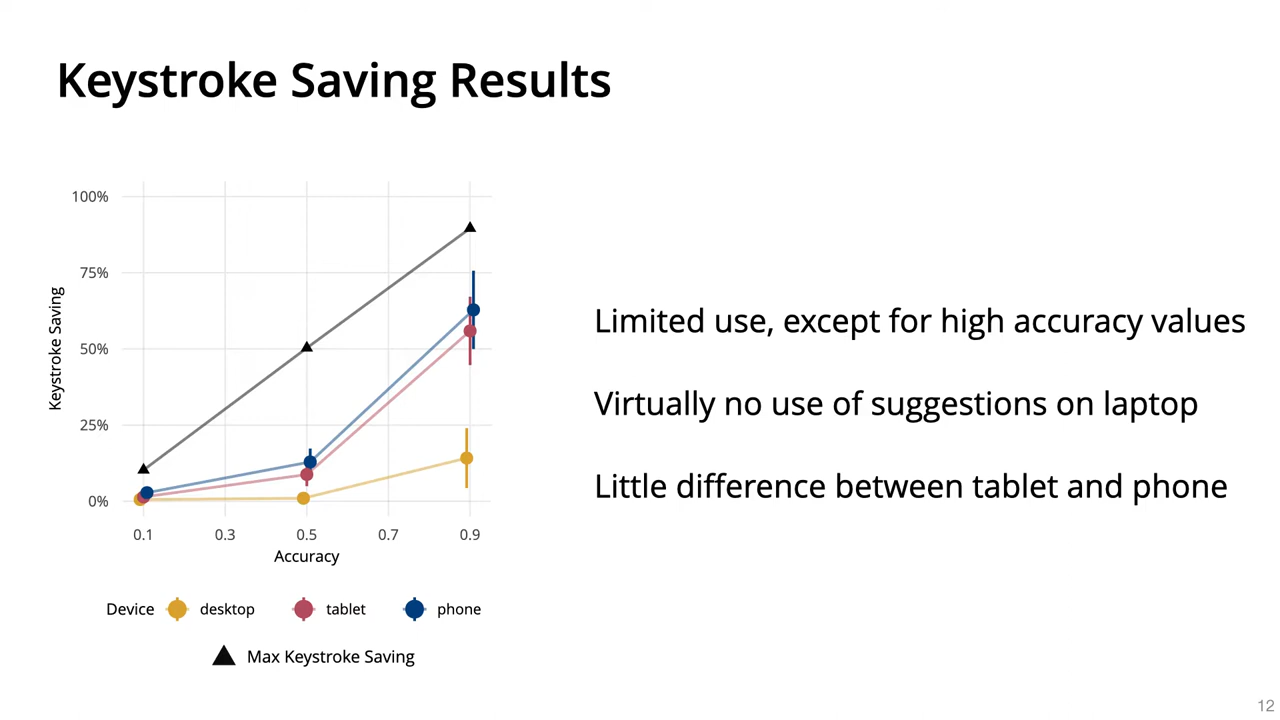 Keystroke Saving Results
100%
75%
50%
25%
0%
Keystroke Saving
0.1 0.3 0.5 0.7 0.9
Accuracy
Device desktop tablet phone
Max Keystroke Saving
Limited use, except for high accuracy values
Virtually no use of suggestions on laptop
Little difference between tablet and phone
12